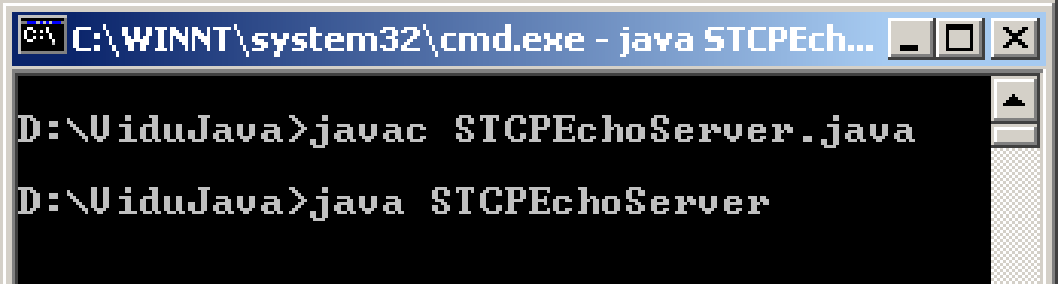 C:\WINNT\system32\cmd.exe - java STCPEch...
D:\ViduJava>javac STCPEchoServer.java
D:\ViduJava>java STCPEchoServer